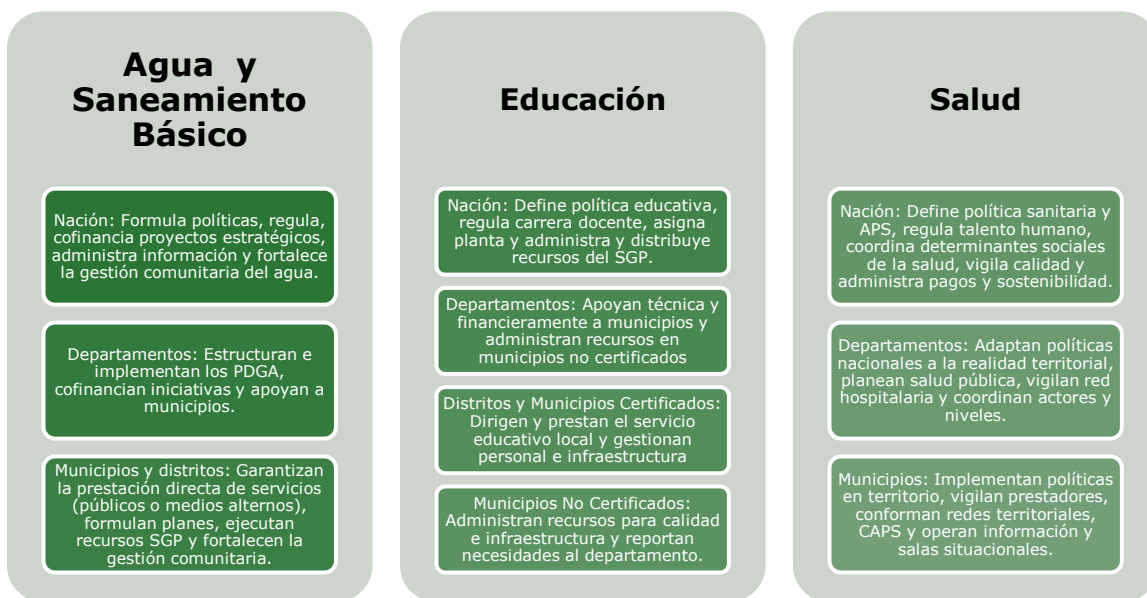 Agua y
Saneamiento
Básico
Nación: Formula políticas, regula,
cofinancia proyectos estratégicos,
administra información y fortalece
la gestión comunitaria del agua.
Departamentos: Estructuran e
implementan los PDGA,
cofinancian iniciativas y apoyan a
municipios.
Municipios y distritos: Garantizan
la prestación directa de servicios
(públicos o medios alternos),
formulan planes, ejecutan
recursos SGP y fortalecen la
gestión comunitaria.
Educación
Nación: Define política educativa,
regula carrera docente, asigna
planta y administra y distribuye
recursos del SGP.
Departamentos: Apoyan técnica y
financieramente a municipios y
administran recursos en
municipios no certificados
Distritos y Municipios Certificados:
Dirigen y prestan el servicio
educativo local y gestionan
personal e infraestructura
Municipios No Certificados:
Administran recursos para calidad
e infraestructura y reportan
necesidades al departamento.
Salud
Nación: Define política sanitaria y
APS, regula talento humano,
coordina determinantes sociales
de la salud, vigila calidad y
administra pagos y sostenibilidad.
Departamentos: Adaptan políticas
nacionales a la realidad territorial,
planean salud pública, vigilan red
hospitalaria y coordinan actores y
niveles.
Municipios: Implementan políticas
en territorio, vigilan prestadores,
conforman redes territoriales,
CAPS y operan información y
salas situacionales.